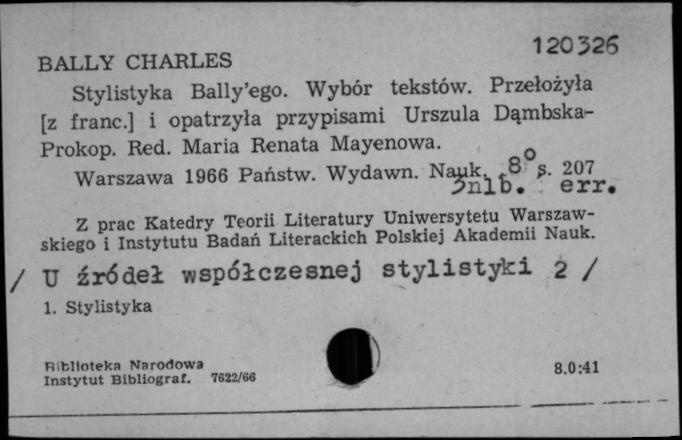 120326
BALLY CHARLES
Stylistyka Bally'ego. Wybór tekstów. Przełożyła
[z franc.] i opatrzyła przypisami Urszula Dąmbska-
Prokop. Red. Maria Renata Mayenowa.
Warszawa 1966 Państw. Wydawn. Nauk. 8° s. 207
3nlb. err.
Z prac Katedry Teorii Literatury Uniwersytetu Warszaw-
skiego i Instytutu Badań Literackich Polskiej Akademii Nauk.
/ U źródeł współczesnej stylistyki 2 /
1. Stylistyka
Biblioteka Narodowa
Instytut Bibliograf. 7622/66
8.0:41